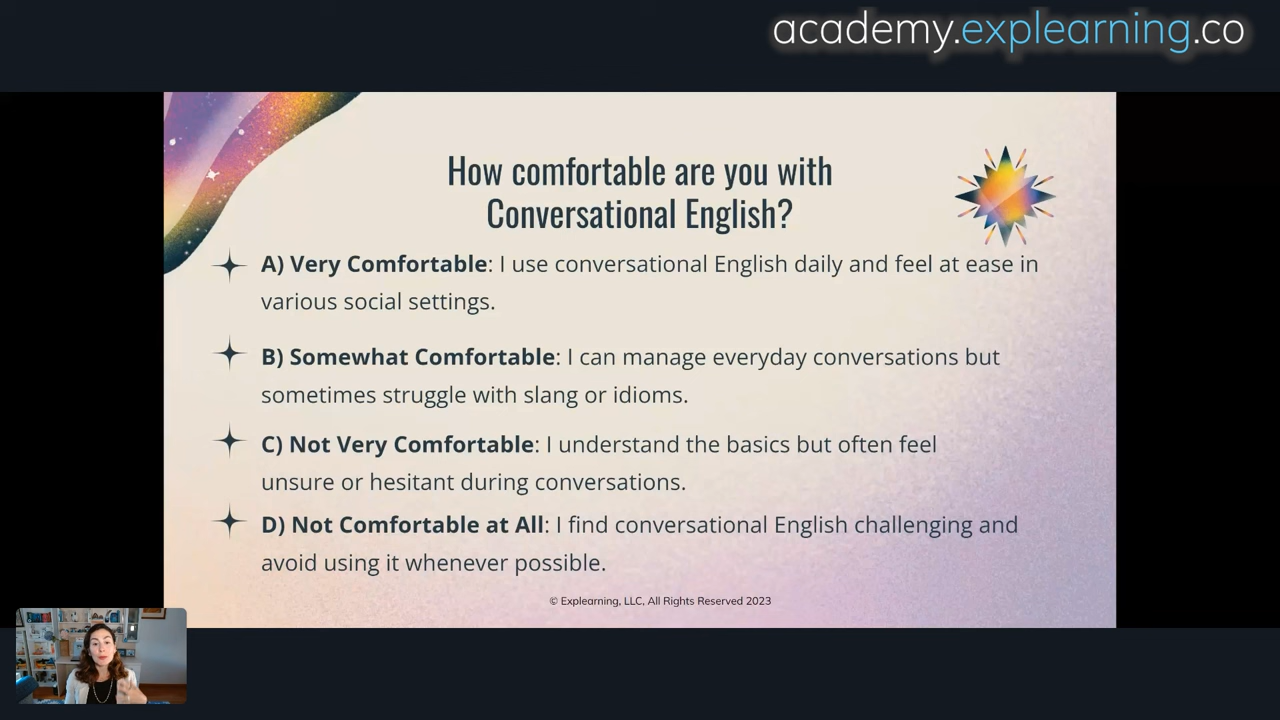 academy.explearning.co
How comfortable are you with
Conversational English?
A) Very Comfortable: I use conversational English daily and feel at ease in
various social settings.
B) Somewhat Comfortable: I can manage everyday conversations but
sometimes struggle with slang or idioms.
C) Not Very Comfortable: I understand the basics but often feel
unsure or hesitant during conversations.
D) Not Comfortable at All: I find conversational English challenging and
avoid using it whenever possible.
© Explearning, LLC, All Rights Reserved 2023